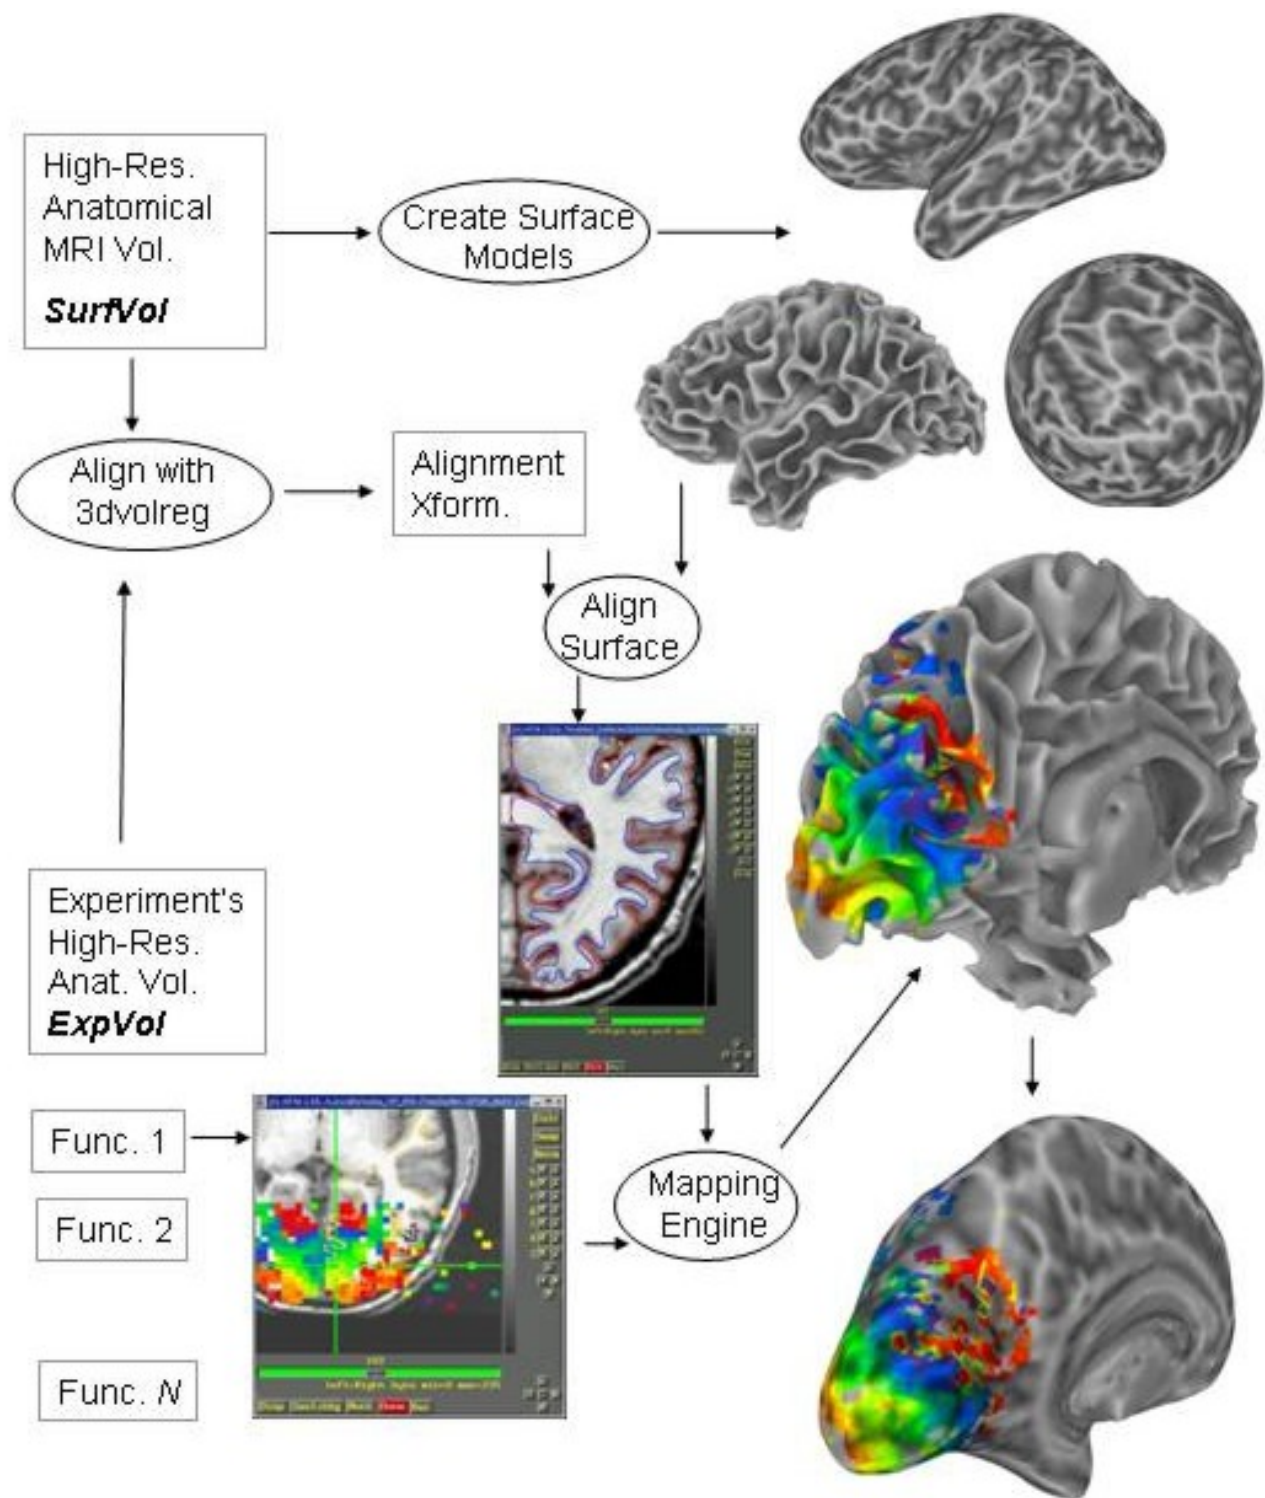 High-Res.
Anatomical
MRI Vol.
SurfVol
Create Surface
Models
Align with
3dvolreg
Alignment
Xform.
Align
Surface
Experiment's
High-Res.
Anat. Vol.
ExpVol
Func. 1
Func. 2
Func. N
Mapping
Engine